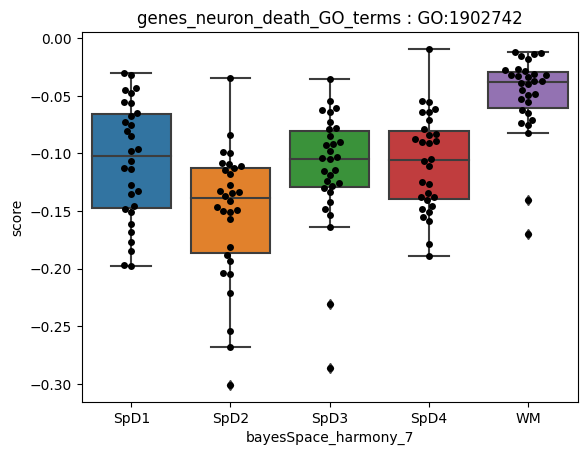 genes_neuron_death_GO_terms : GO:1902742
0.00
−0.05
−0.10
−0.15
−0.20
−0.25
−0.30
score
SpD1 SpD2 SpD3 SpD4 WM
bayesSpace_harmony_7